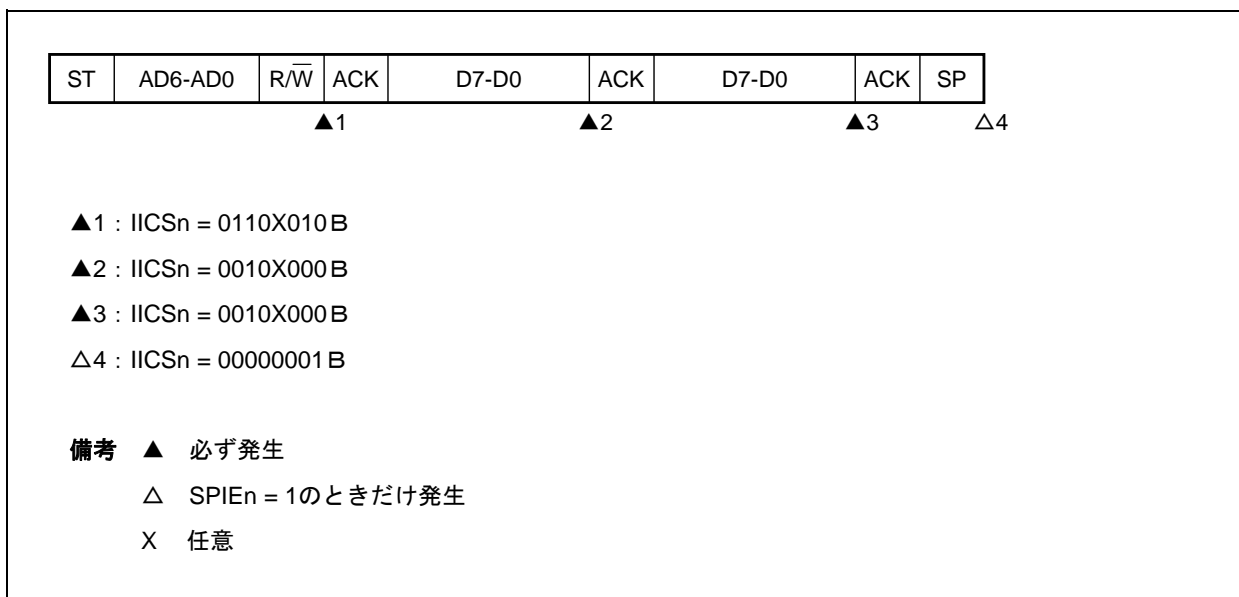 ST AD6-AD0 R/W̅ ACK D7-D0 ACK D7-D0 ACK SP
▲1 ▲2 ▲3 △4
▲1：IICSn = 0110X010B
▲2：IICSn = 0010X000B
▲3：IICSn = 0010X000B
△4：IICSn = 00000001B
備考 ▲ 必ず発生
△ SPIEn = 1のときだけ発生
X 任意